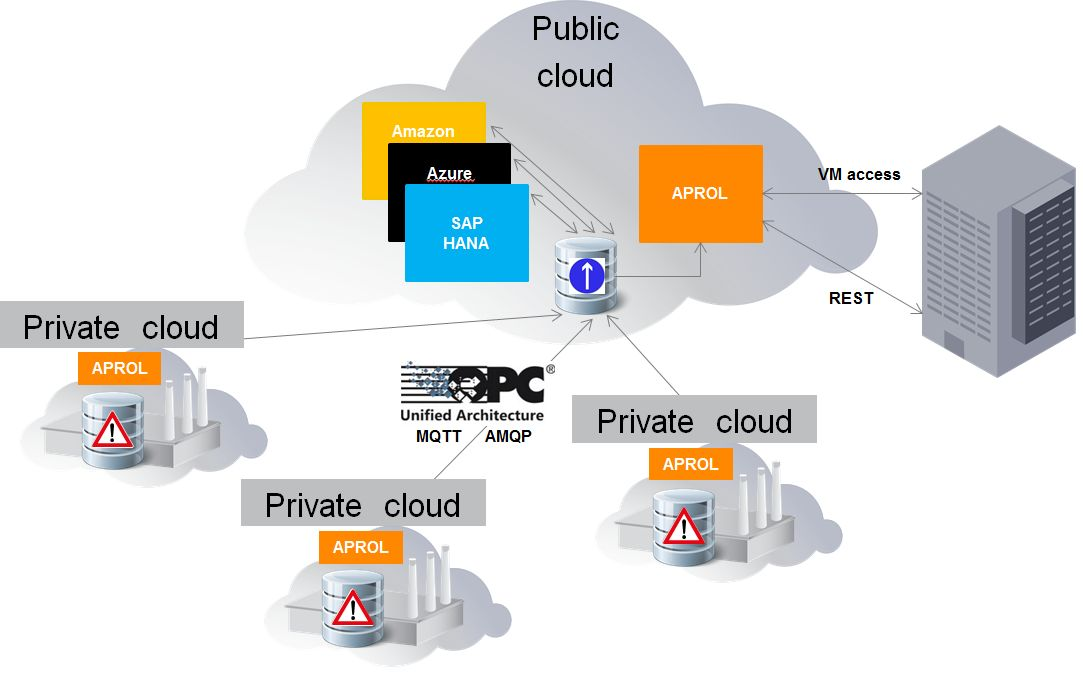 Public
cloud
Amazon
Azure
SAP
HANA
APROL
VM access
REST
Private cloud
APROL
OPC®
Unified Architecture
MQTT AMQP
Private cloud
APROL
Private cloud
APROL